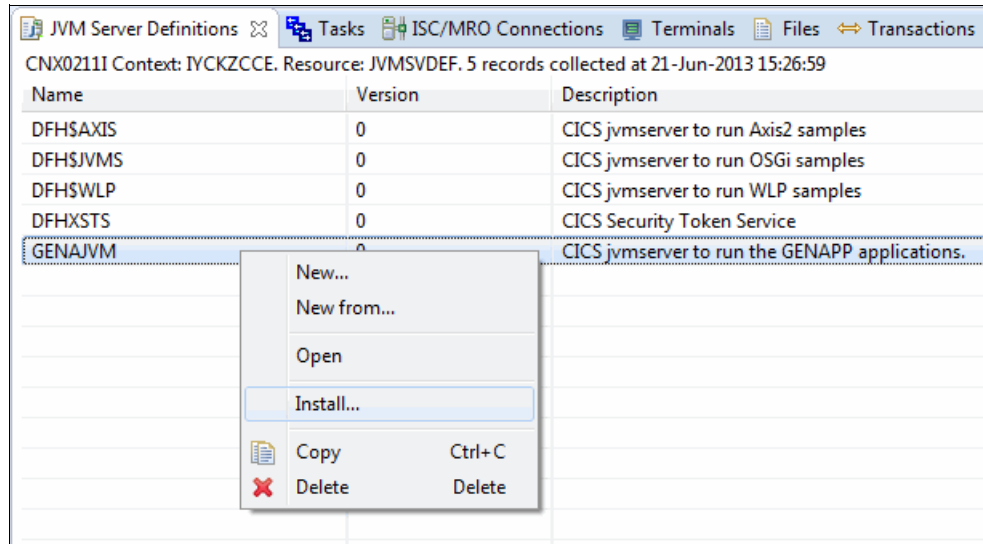 JVM Server Definitions Tasks ISC/MRO Connections Terminals Files Transactions
CNX0211I Context: IYCKZCCE. Resource: JVMSVDEF. 5 records collected at 21-Jun-2013 15:26:59
Name Version Description
DFH$AXIS 0 CICS jvmserver to run Axis2 samples
DFH$JVMS 0 CICS jvmserver to run OSGi samples
DFH$WLP 0 CICS jvmserver to run WLP samples
DFHXSTS 0 CICS Security Token Service
GENAJVM 0 CICS jvmserver to run the GENAPP applications.
New...
New from...
Open
Install...
Copy Ctrl+C
Delete Delete